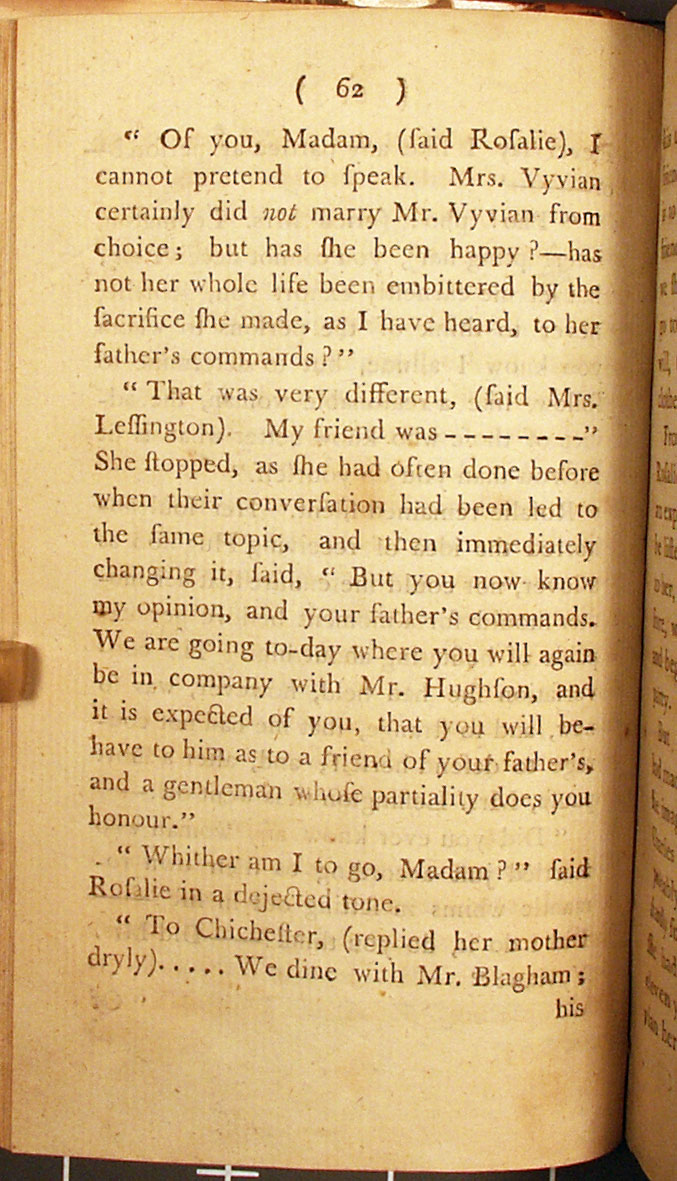 ( 62 )
“ Of you, Madam, (ſaid Roſalie), I
cannot pretend to ſpeak. Mrs. Vyvian
certainly did not marry Mr. Vyvian from
choice; but has ſhe been happy ?—has
not her whole life been embittered by the
ſacrifice ſhe made, as I have heard, to her
father’s commands ?”
“ That was very different, (ſaid Mrs.
Leſſington). My friend was - - - - - - - - -”
She ſtopped, as ſhe had often done before
when their converſation had been led to
the ſame topic, and then immediately
changing it, ſaid, “ But you now know
my opinion, and your father’s commands.
We are going to-day where you will again
be in company with Mr. Hughſon, and
it is expected of you, that you will be-
have to him as to a friend of your father’s,
and a gentleman whoſe partiality does you
honour.”
“ Whither am I to go, Madam ? ” ſaid
Roſalie in a dejected tone.
“ To Chicheſter, (replied her mother
dryly)..... We dine with Mr. Blagham ;
his